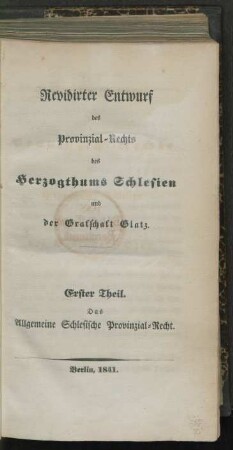 Revidirter Entwurf
des
Provinzial-Rechts
des
Herzogthums Schlesien
und
der Grafschaft Glatz.
Erster Theil.
Das
Allgemeine Schlesische Provinzial-Recht.
Berlin, 1841.